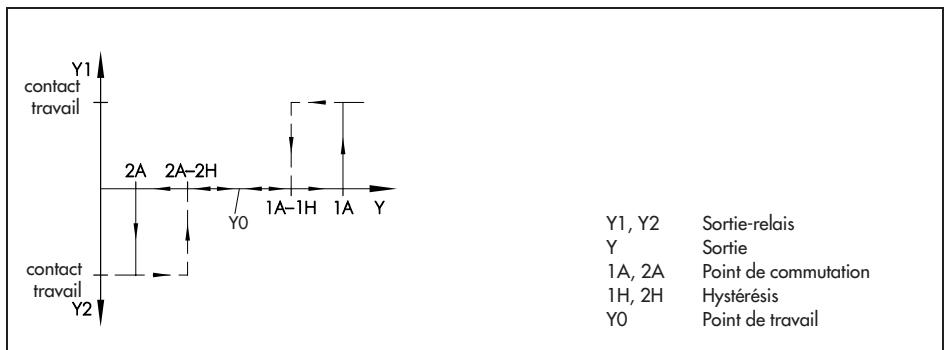 Y1
contact
travail
2A
2A–2H
Y0
1A–1H
1A
Y
contact
travail
Y2
Y1, Y2 Sortie-relais
Y Sortie
1A, 2A Point de commutation
1H, 2H Hystérésis
Y0 Point de travail